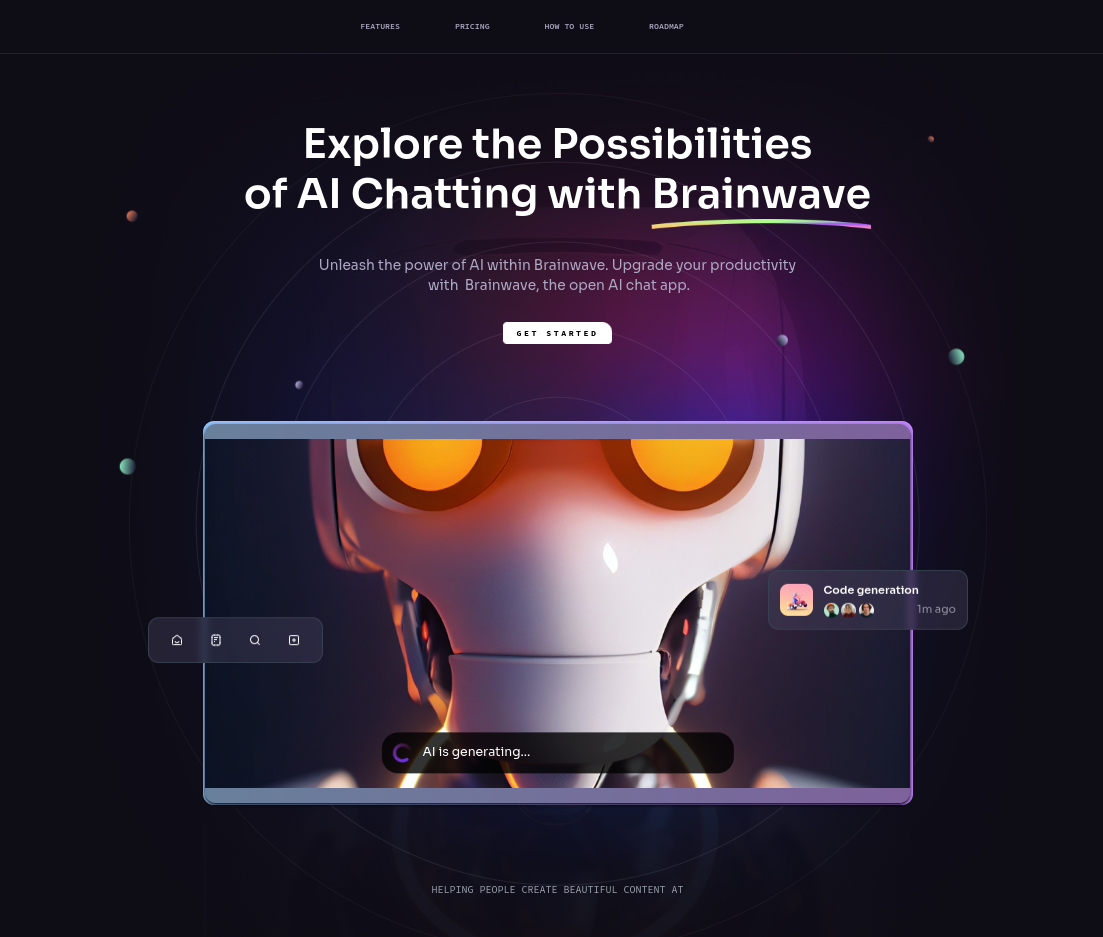 FEATURES
PRICING
HOW TO USE
ROADMAP
Explore the Possibilities
of AI Chatting with Brainwave
Unleash the power of AI within Brainwave. Upgrade your productivity
with Brainwave, the open AI chat app.
GET STARTED
Code generation
1m ago
AI is generating...
HELPING PEOPLE CREATE BEAUTIFUL CONTENT AT